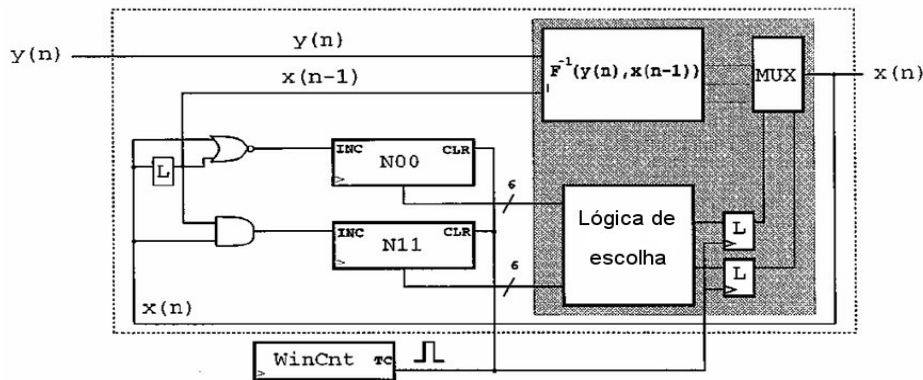 y(n)
y(n)
x(n-1)
F⁻¹(y(n),x(n-1))
MUX
x(n)
L
INC
CLR
N00
6
INC
CLR
N11
6
Lógica de
escolha
L
L
x(n)
WinCnt
TC